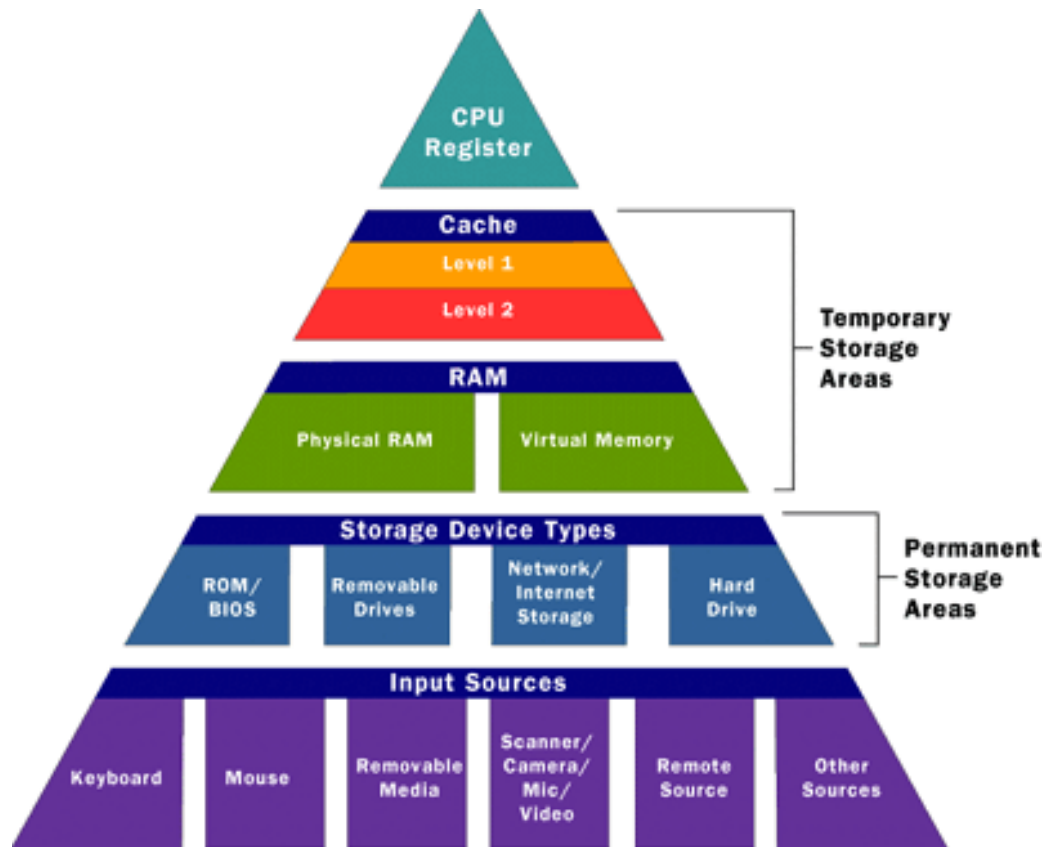 CPU
Register
Cache
Level 1
Level 2
Temporary
Storage
Areas
RAM
Physical RAM
Virtual Memory
Storage Device Types
ROM/
BIOS
Removable
Drives
Network/
Internet
Storage
Hard
Drive
Permanent
Storage
Areas
Input Sources
Keyboard
Mouse
Removable
Media
Scanner/
Camera/
Mic/
Video
Remote
Source
Other
Sources